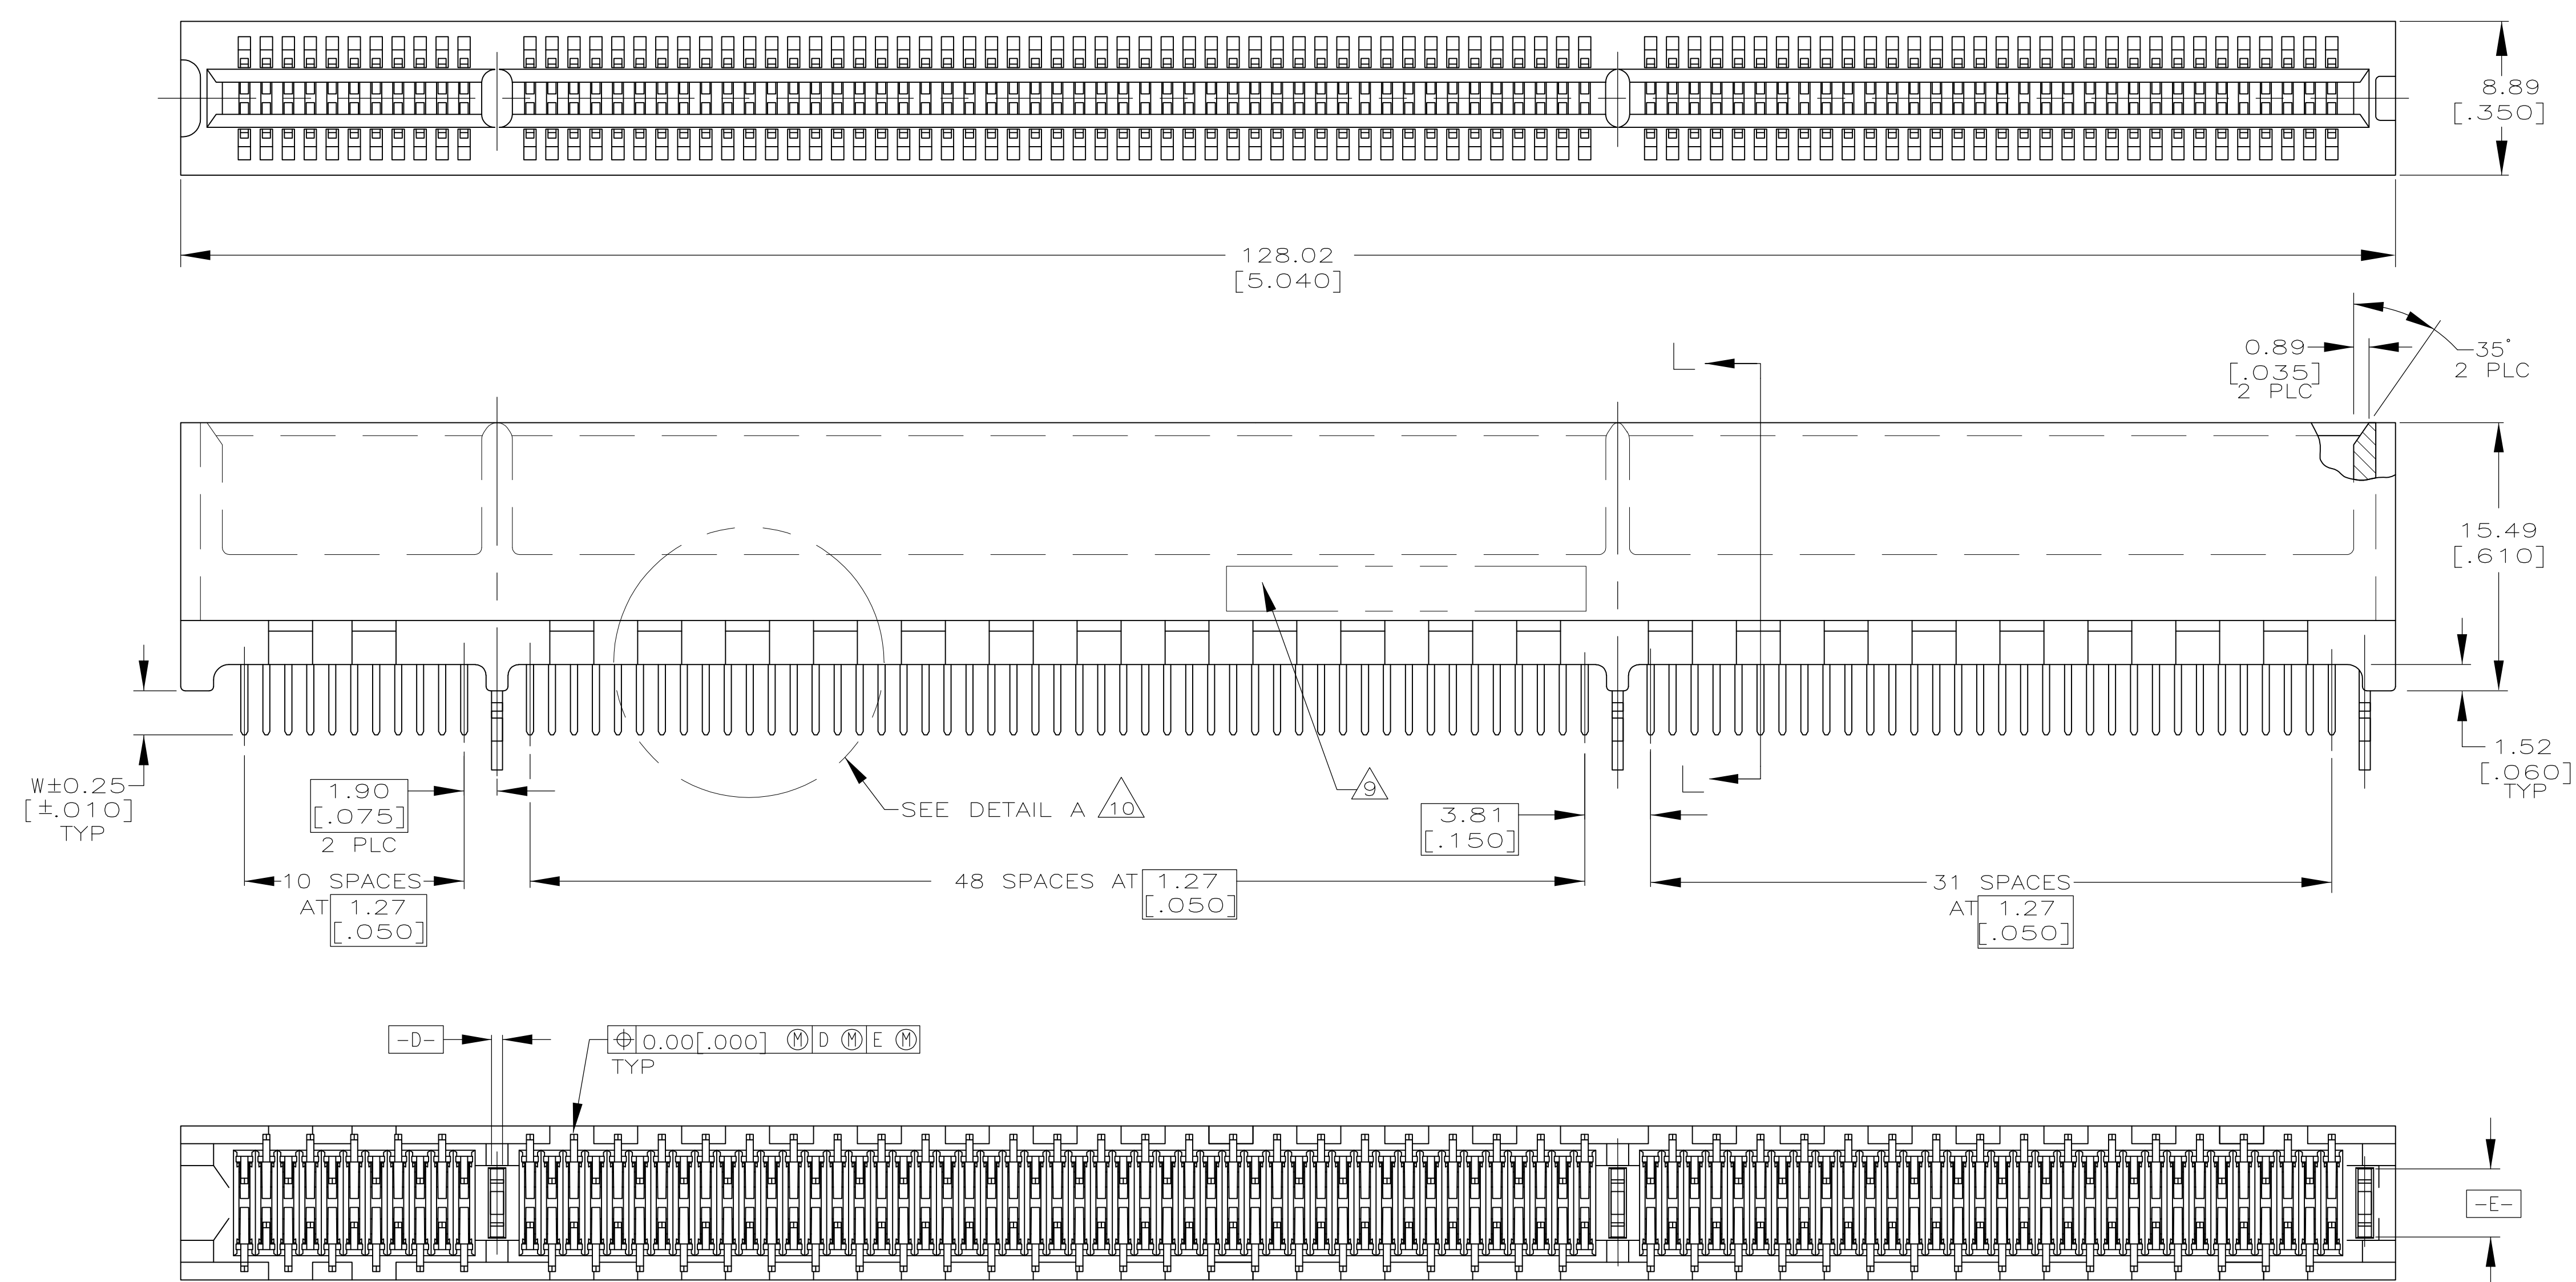 8.89
[.350]
128.02
[5.040]
0.89
[.035]
2 PLC
35°
2 PLC
15.49
[.610]
1.52
[.060]
TYP
W±0.25
[±.010]
TYP
1.90
[.075]
2 PLC
SEE DETAIL A 10
9
3.81
[.150]
10 SPACES
AT 1.27
[.050]
48 SPACES AT 1.27
[.050]
31 SPACES
AT 1.27
[.050]
-D-
⌖ 0.00[.000] Ⓜ D Ⓜ E Ⓜ
TYP
-E-